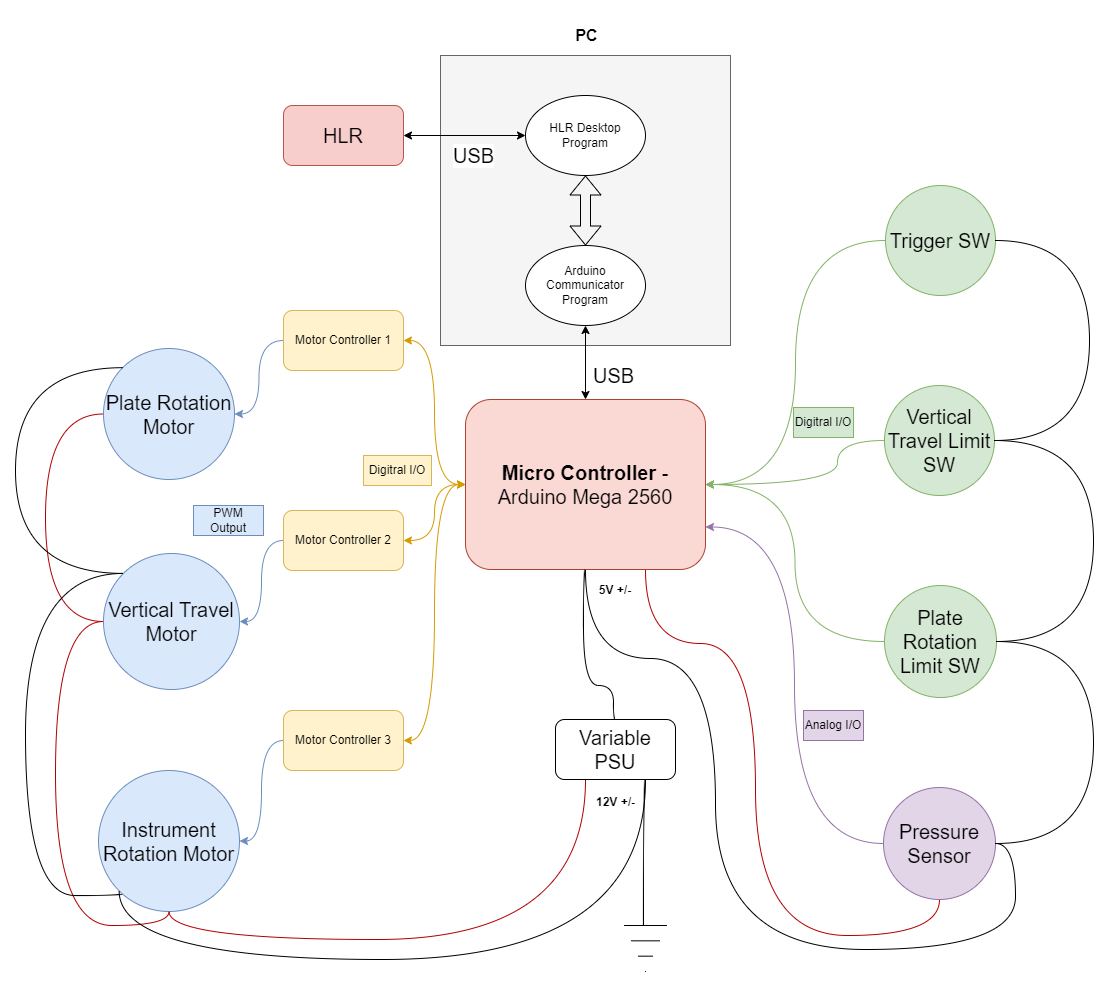 PC
HLR
USB
HLR Desktop
Program
Arduino
Communicator
Program
USB
Trigger SW
Motor Controller 1
Plate Rotation
Motor
Digitral I/O
Vertical
Travel Limit
SW
Digitral I/O
Micro Controller -
Arduino Mega 2560
PWM
Output
Motor Controller 2
Vertical Travel
Motor
5V +/-
Plate
Rotation
Limit SW
Motor Controller 3
Variable
PSU
Analog I/O
12V +/-
Instrument
Rotation Motor
Pressure
Sensor